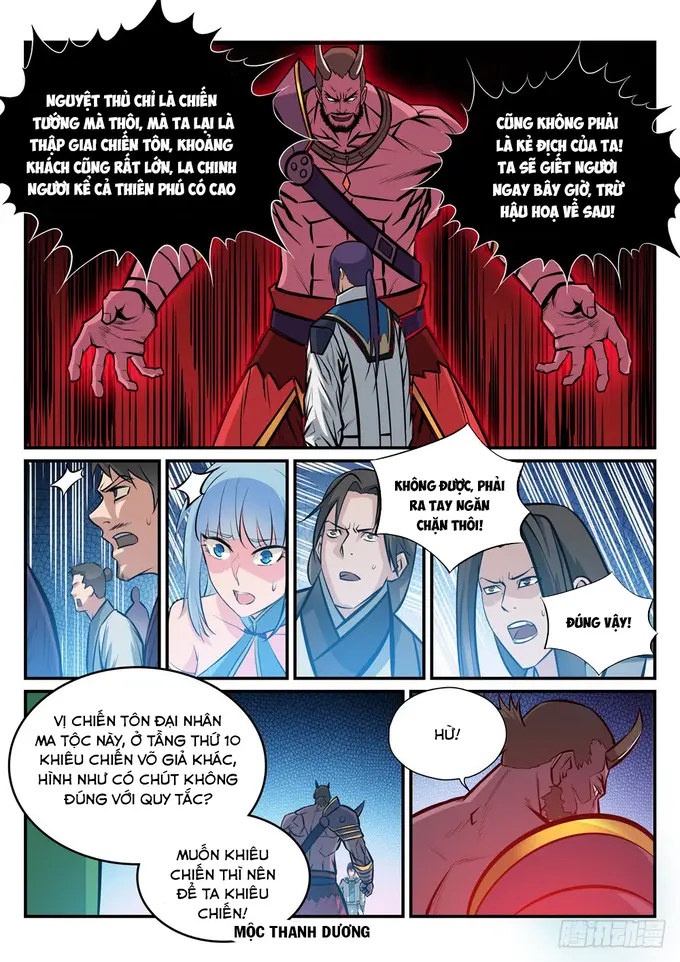 NGUYỆT THỦ CHỈ LÀ CHIẾN
TƯỚNG MÀ THÔI, MÀ TA LẠI LÀ
THẬP GIAI CHIẾN TÔN, KHOẢNG
KHÁCH CŨNG RẤT LỚN, LA CHINH
NGƯƠI KỂ CẢ THIÊN PHÚ CÓ CAO
CŨNG KHÔNG PHẢI
LÀ KẺ ĐỊCH CỦA TA!
TA SẼ GIẾT NGƯƠI
NGAY BÂY GIỜ, TRỪ
HẬU HOẠ VỀ SAU!
KHÔNG ĐƯỢC, PHẢI
RA TAY NGĂN
CHẶN THÔI!
ĐÚNG VẬY!
VỊ CHIẾN TÔN ĐẠI NHÂN
MA TỘC NÀY, Ở TẦNG THỨ 10
KHIÊU CHIẾN VÕ GIẢ KHÁC,
HÌNH NHƯ CÓ CHÚT KHÔNG
ĐÚNG VỚI QUY TẮC?
MUỐN KHIÊU
CHIẾN THÌ NÊN
ĐỂ TA KHIÊU
CHIẾN!
MỘC THANH DƯƠNG
HỪ!
腾讯动漫